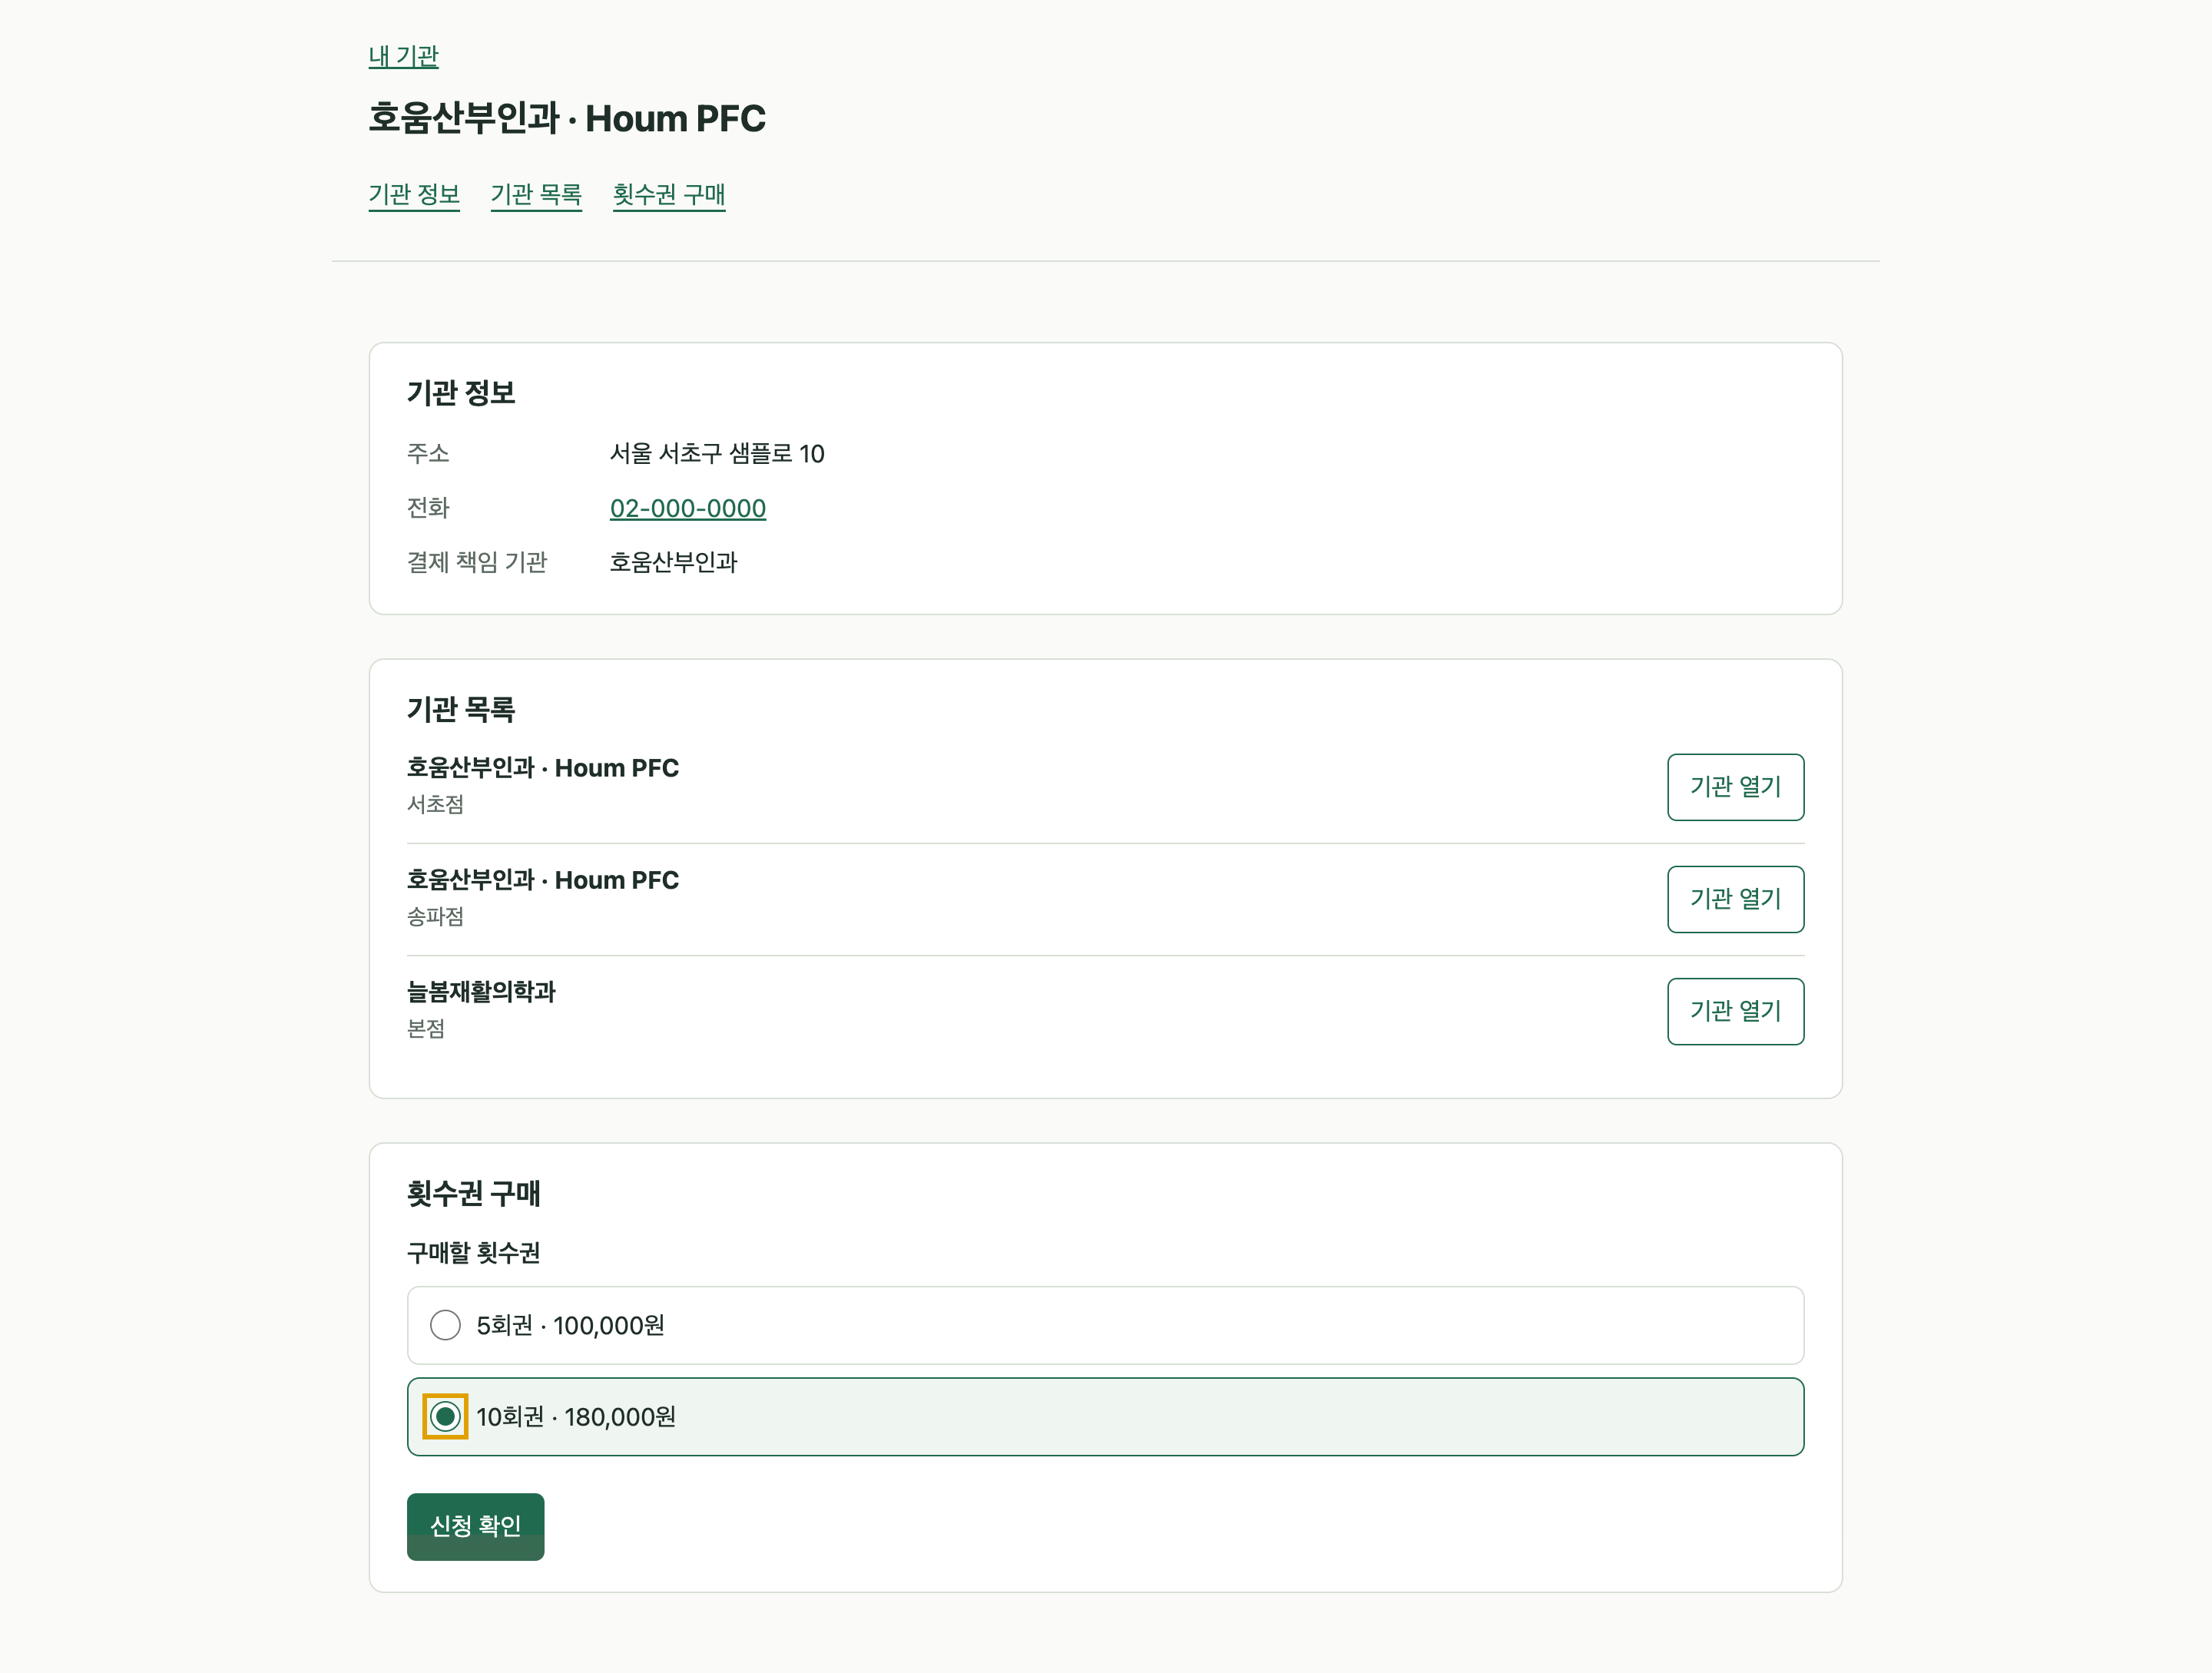 내 기관
호움산부인과 · Houm PFC
기관 정보 기관 목록 횟수권 구매
기관 정보
주소 서울 서초구 샘플로 10
전화 02-000-0000
결제 책임 기관 호움산부인과
기관 목록
호움산부인과 · Houm PFC
서초점
기관 열기
호움산부인과 · Houm PFC
송파점
기관 열기
늘봄재활의학과
본점
기관 열기
횟수권 구매
구매할 횟수권
5회권 · 100,000원
10회권 · 180,000원
신청 확인